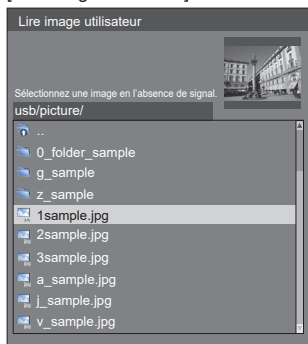 Lire image utilisateur
Sélectionnez une image en l'absence de signal.
usb/picture/
..
0_folder_sample
g_sample
z_sample
1sample.jpg
2sample.jpg
3sample.jpg
a_sample.jpg
j_sample.jpg
v_sample.jpg